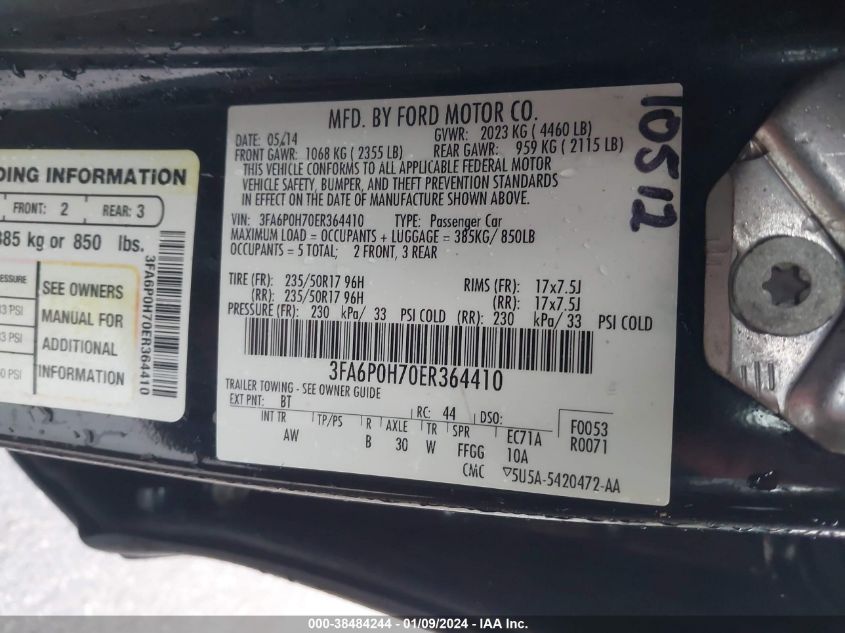 DING INFORMATION
FRONT: 2 REAR: 3
385 kg or 850 lbs.
PRESSURE
33 PSI
33 PSI
60 PSI
SEE OWNERS
MANUAL FOR
ADDITIONAL
INFORMATION
3FA6P0H70ER364410
MFD. BY FORD MOTOR CO.
DATE: 05/14 GVWR: 2023 KG ( 4460 LB)
FRONT GAWR: 1068 KG ( 2355 LB) REAR GAWR: 959 KG ( 2115 LB)
THIS VEHICLE CONFORMS TO ALL APPLICABLE FEDERAL MOTOR
VEHICLE SAFETY, BUMPER, AND THEFT PREVENTION STANDARDS
IN EFFECT ON THE DATE OF MANUFACTURE SHOWN ABOVE.
VIN: 3FA6P0H70ER364410 TYPE: Passenger Car
MAXIMUM LOAD = OCCUPANTS + LUGGAGE = 385KG/ 850LB
OCCUPANTS = 5 TOTAL; 2 FRONT, 3 REAR
TIRE (FR): 235/50R17 96H RIMS (FR): 17x7.5J
(RR): 235/50R17 96H (RR): 17x7.5J
PRESSURE (FR): 230 kPa/ 33 PSI COLD (RR): 230 kPa/ 33 PSI COLD
3FA6P0H70ER364410
TRAILER TOWING - SEE OWNER GUIDE
EXT PNT: BT RC: 44 DSO:
INT TR TP/PS R AXLE TR SPR EC71A F0053
AW B 30 W FFGG 10A R0071
CMC 5U5A-5420472-AA
10512
000-38484244 - 01/09/2024 - IAA, Inc.